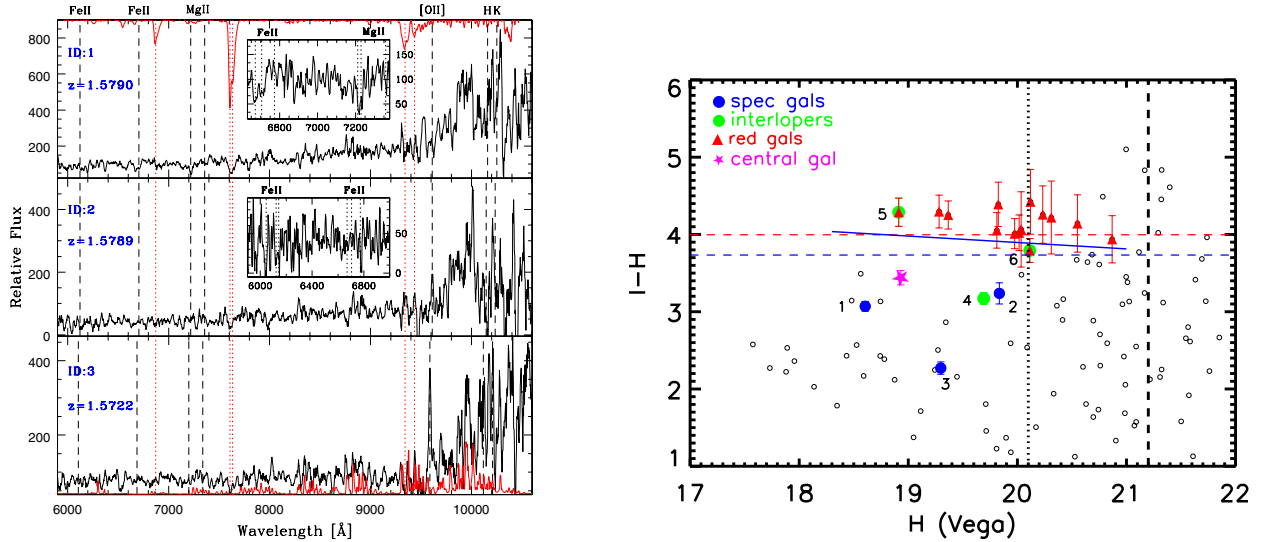 FeII FeII MgII [OII] H K
ID:1
z=1.5790
FeII MgII
150
100
50
6800 7000 7200
800
600
400
200
ID:2
z=1.5789
FeII FeII
50
0
6000 6400 6800
400
200
0
ID:3
z=1.5722
400
200
6000 7000 8000 9000 10000
Wavelength [Å]
Relative Flux
spec gals
interlopers
red gals
central gal
6
5
4
3
2
1
5
6
1
4
2
3
17 18 19 20 21 22
H (Vega)
I-H